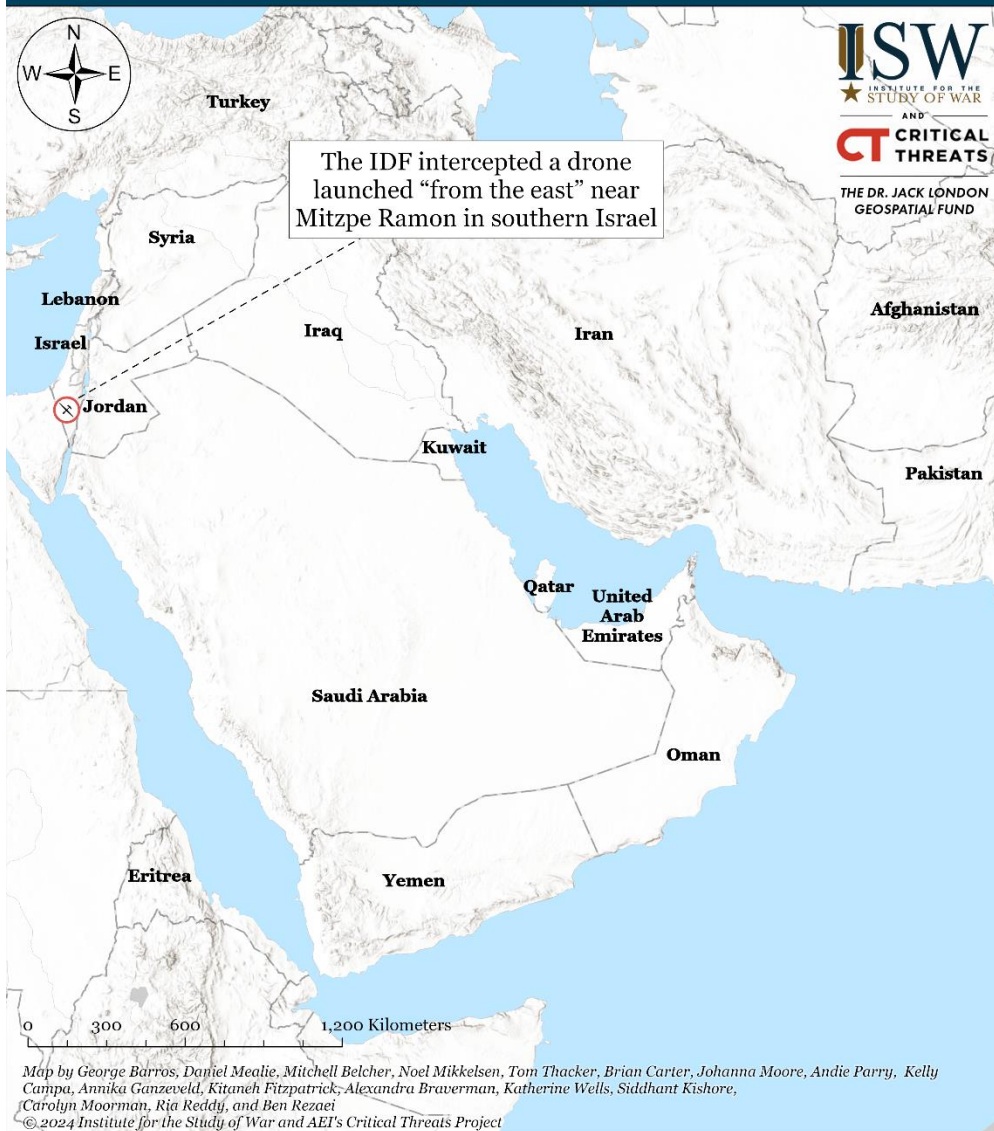 N
W
E
S
ISW
INSTITUTE FOR THE
STUDY OF WAR
AND
CT CRITICAL
THREATS
THE DR. JACK LONDON
GEOSPATIAL FUND
Turkey
The IDF intercepted a drone
launched “from the east” near
Mitzpe Ramon in southern Israel
Syria
Lebanon
Israel
Iraq
Iran
Afghanistan
Jordan
Kuwait
Pakistan
Qatar
United
Arab
Emirates
Saudi Arabia
Oman
Eritrea
Yemen
0 300 600 1,200 Kilometers
Map by George Barros, Daniel Mealie, Mitchell Belcher, Noel Mikkelsen, Tom Thacker, Brian Carter, Johanna Moore, Andie Parry, Kelly
Campa, Annika Ganzeveld, Kitaneh Fitzpatrick, Alexandra Braverman, Katherine Wells, Siddhant Kishore,
Carolyn Moorman, Ria Reddy, and Ben Rezaei
© 2024 Institute for the Study of War and AEI's Critical Threats Project